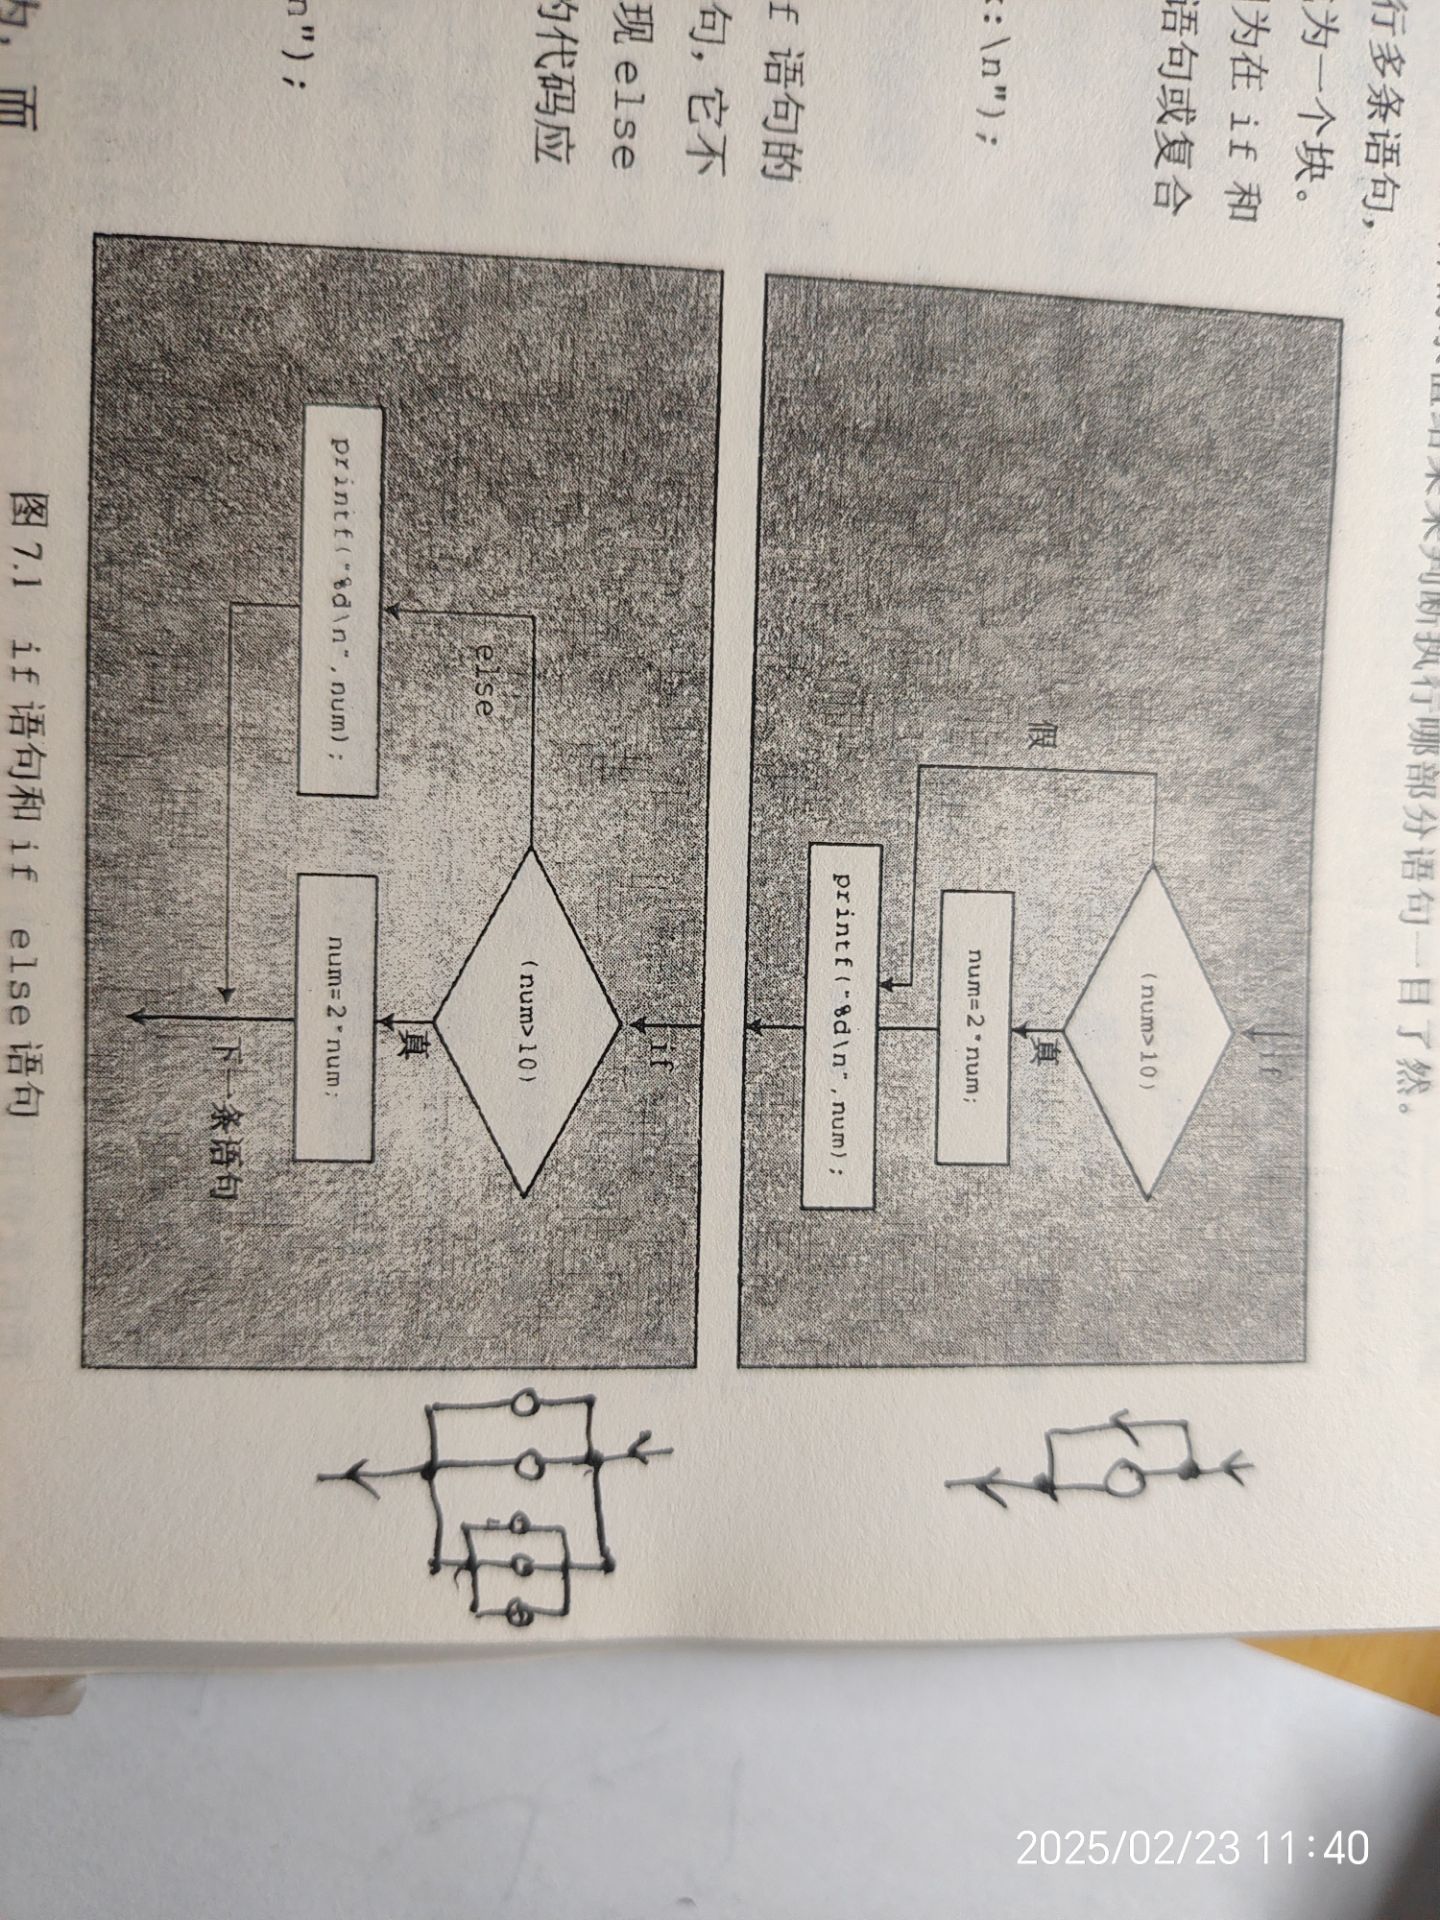 行多条语句，
为一个块。
为在 if 和
语句或复合
:\n");
f 语句的
句，它不
现 else
的代码应
n");
为，而
来判断执行哪部分语句一目了然。
if
(num>10)
真
假
num=2*num;
printf("%d\n",num);
if
(num>10)
else
真
printf("%d\n",num);
num=2*num;
下一条语句
图 7.1 if 语句和 if else 语句
2025/02/23 11:40